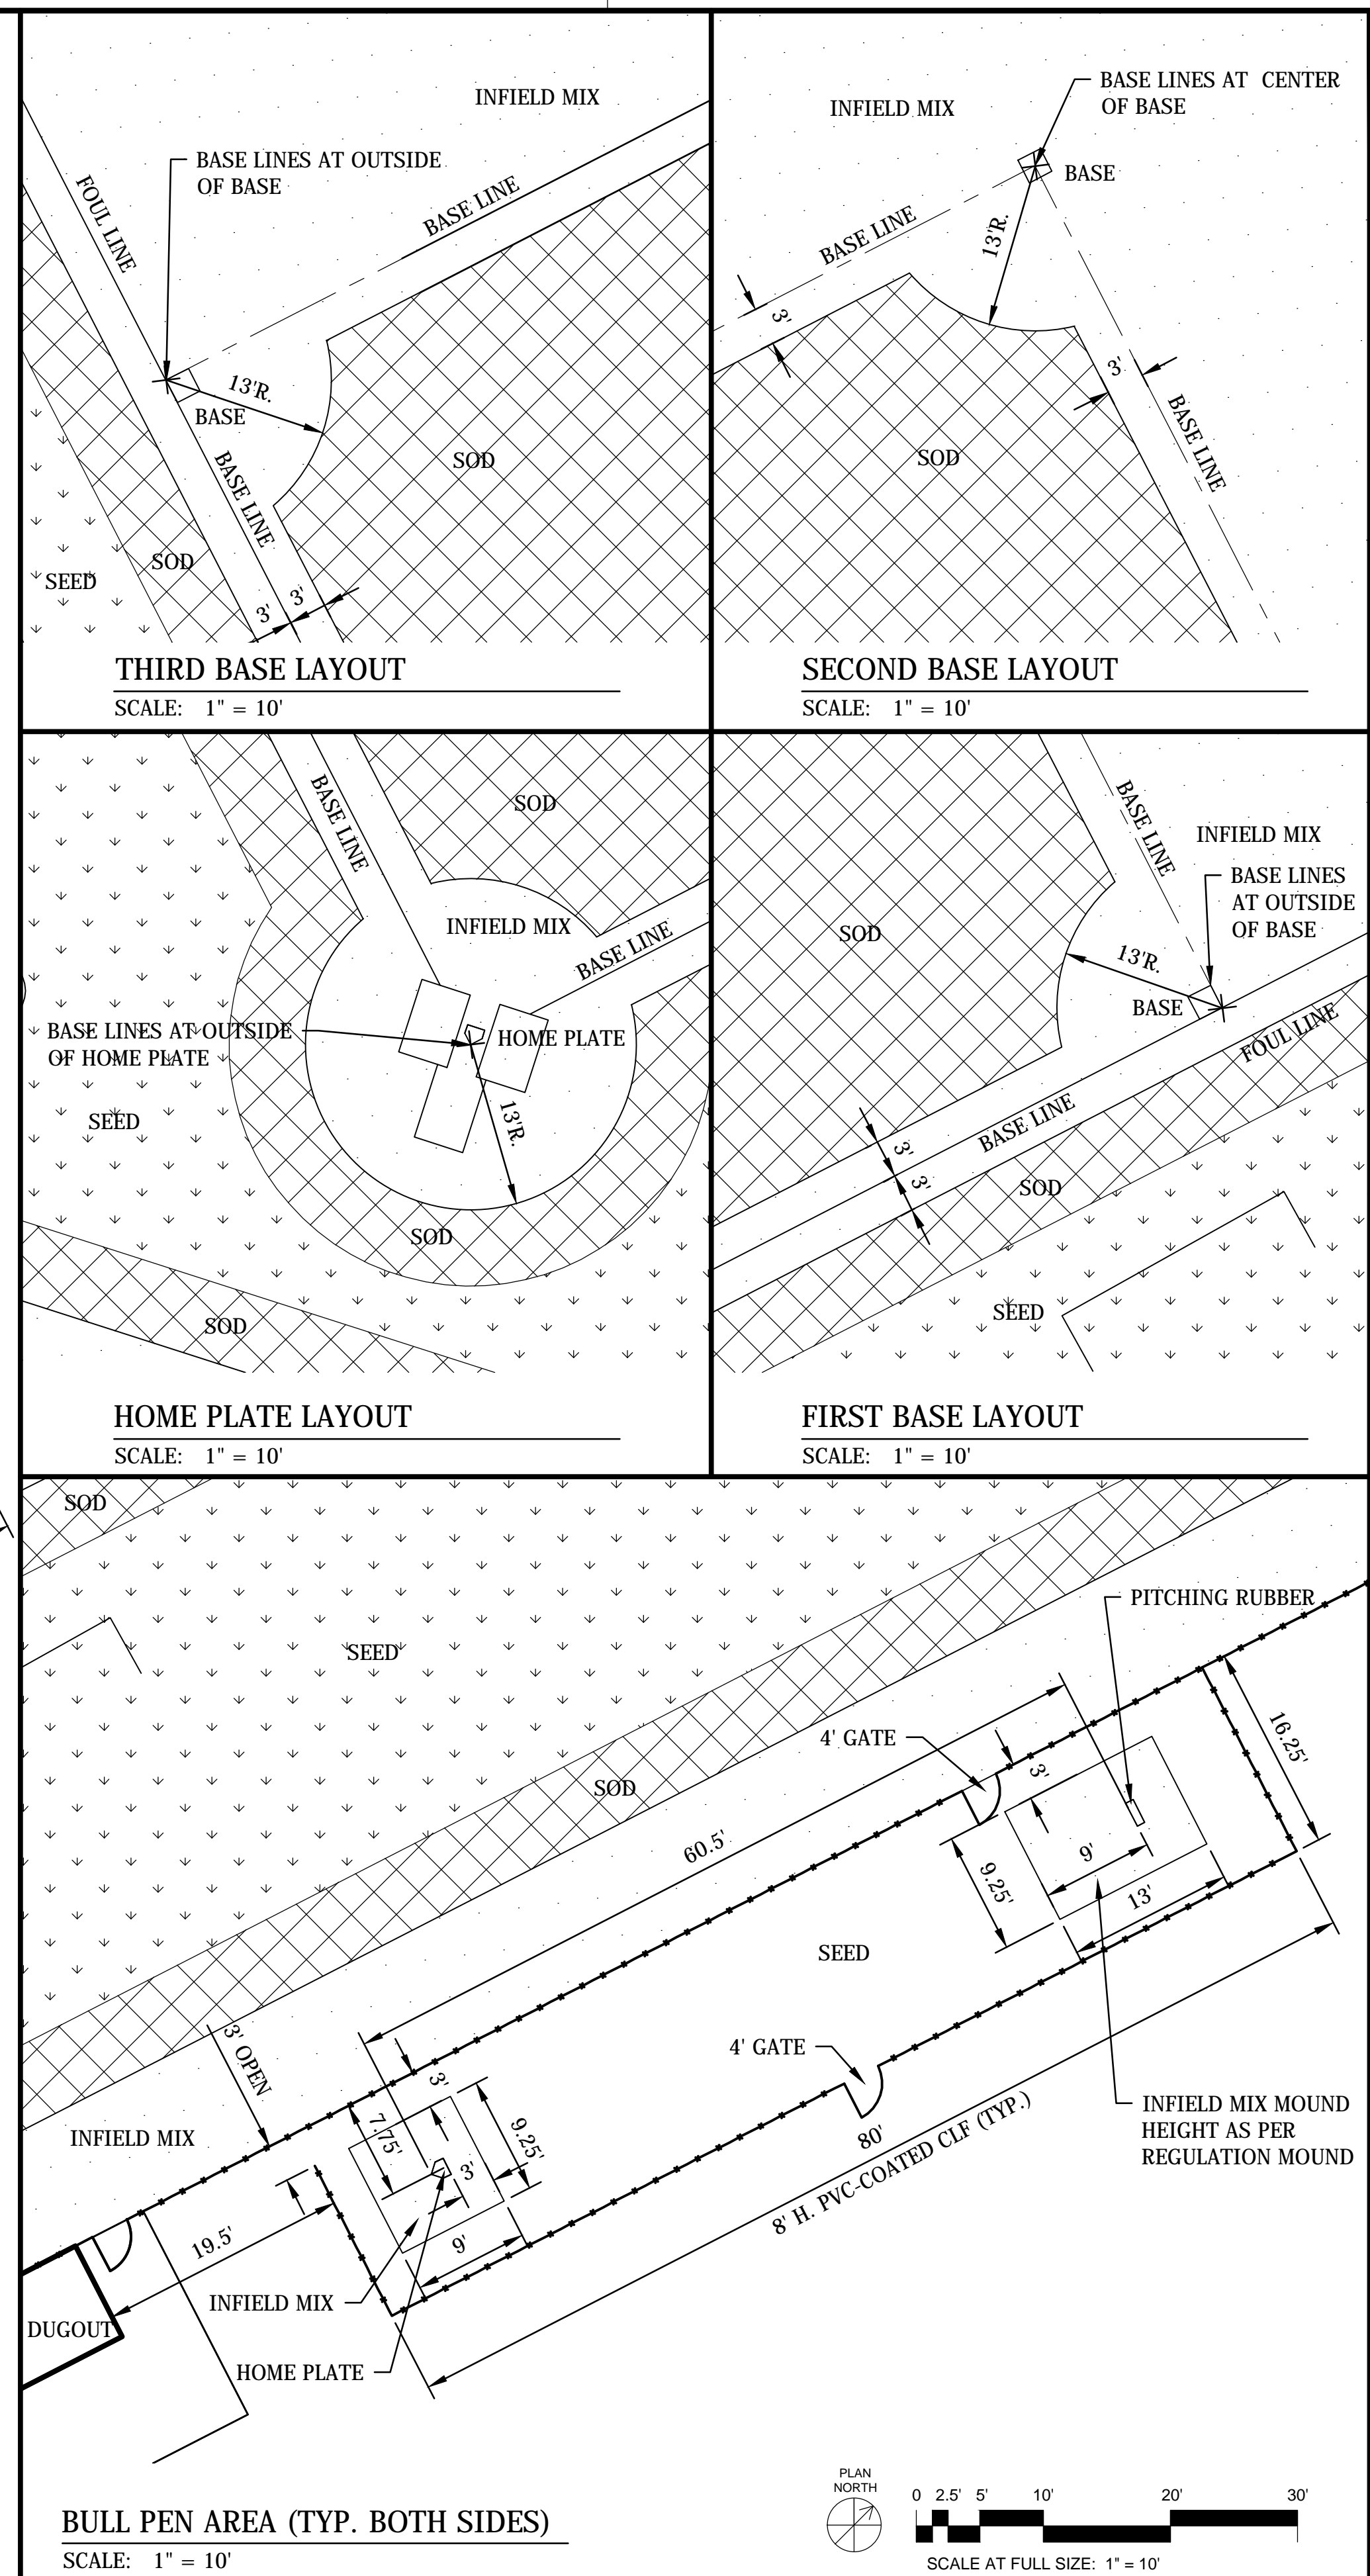 INFIELD MIX
BASE LINES AT OUTSIDE
OF BASE
FOUL LINE
BASE LINE
13'R.
BASE
BASE LINE
SOD
SOD
SEED
3'
3'
THIRD BASE LAYOUT
SCALE: 1" = 10'
BASE LINES AT CENTER
OF BASE
INFIELD MIX
BASE
13'R.
BASE LINE
3'
3'
BASE LINE
SOD
SECOND BASE LAYOUT
SCALE: 1" = 10'
SOD
BASE LINE
INFIELD MIX
BASE LINE
BASE LINES AT OUTSIDE
OF HOME PLATE
HOME PLATE
13'R.
SEED
SOD
SOD
HOME PLATE LAYOUT
SCALE: 1" = 10'
BASE LINE
INFIELD MIX
BASE LINES
AT OUTSIDE
OF BASE
SOD
13'R.
BASE
FOUL LINE
BASE LINE
3'
3'
SOD
SEED
FIRST BASE LAYOUT
SCALE: 1" = 10'
SOD
SEED
PITCHING RUBBER
4' GATE
16.25'
3'
SOD
60.5'
9'
9.25'
13'
SEED
3' OPEN
4' GATE
80'
8' H. PVC-COATED CLF (TYP.)
INFIELD MIX MOUND
HEIGHT AS PER
REGULATION MOUND
INFIELD MIX
3'
7.75'
9.25'
3'
19.5'
9'
INFIELD MIX
DUGOUT
HOME PLATE
BULL PEN AREA (TYP. BOTH SIDES)
SCALE: 1" = 10'
PLAN
NORTH
0 2.5' 5' 10' 20' 30'
SCALE AT FULL SIZE: 1" = 10'